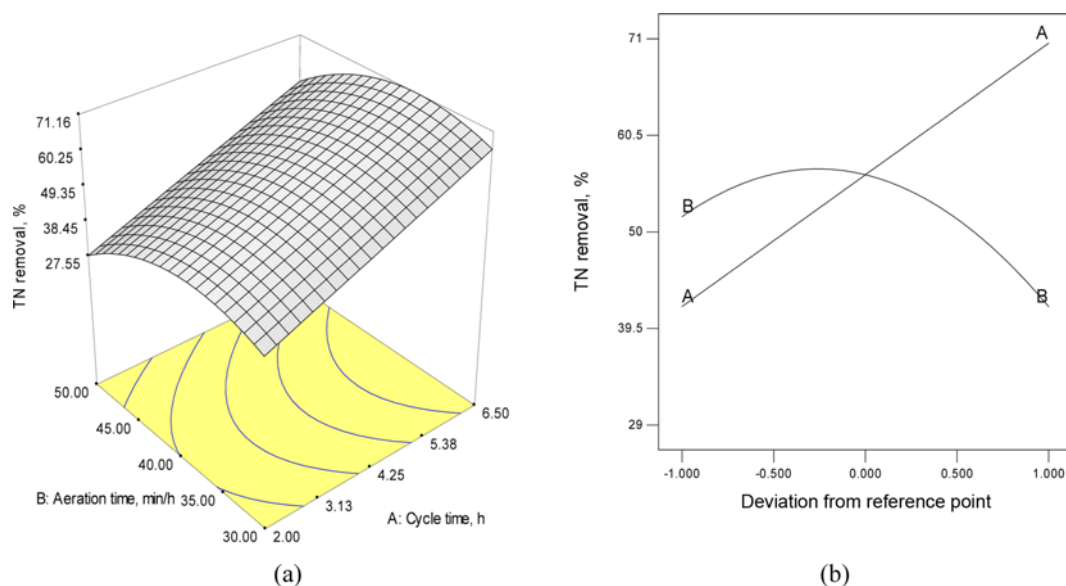 71.16
60.25
49.35
38.45
27.55
TN removal, %
50.00
45.00
40.00
35.00
30.00
B: Aeration time, min/h
2.00
3.13
4.25
5.38
6.50
A: Cycle time, h
(a)
71
60.5
50
39.5
29
TN removal, %
A
B
A
B
-1.000
-0.500
0.000
0.500
1.000
Deviation from reference point
(b)